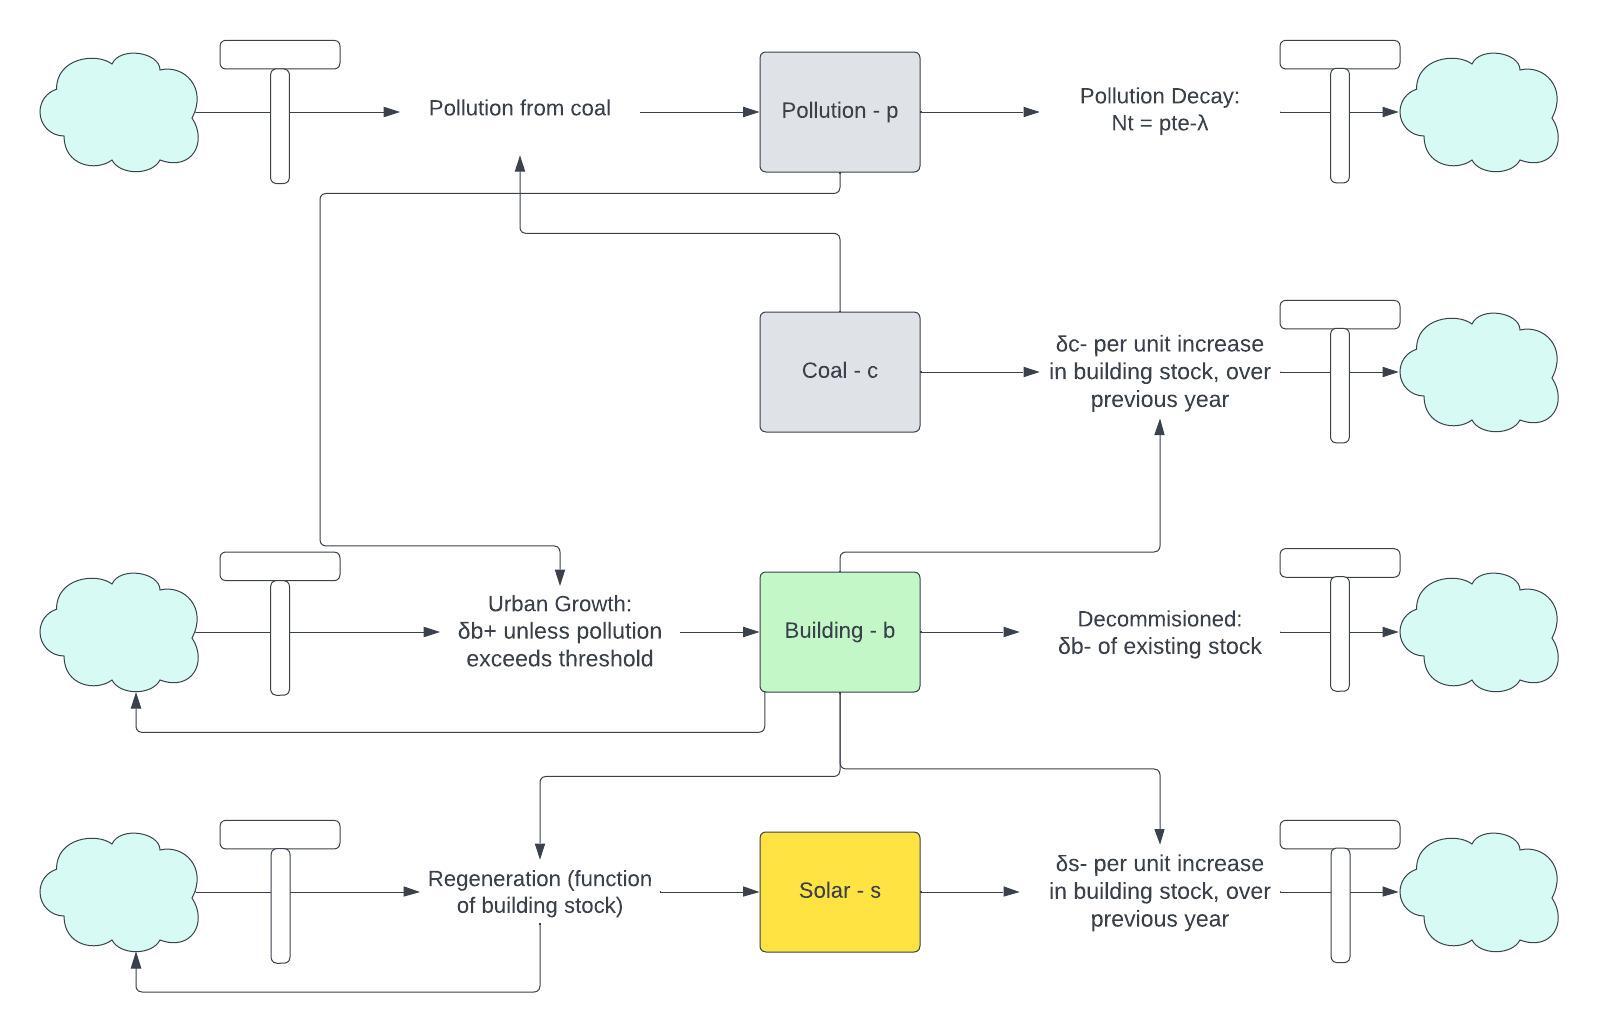 Pollution from coal
Pollution - p
Pollution Decay:
Nt = pte-λ
Coal - c
δc- per unit increase
in building stock, over
previous year
Urban Growth:
δb+ unless pollution
exceeds threshold
Building - b
Decommisioned:
δb- of existing stock
Regeneration (function
of building stock)
Solar - s
δs- per unit increase
in building stock, over
previous year